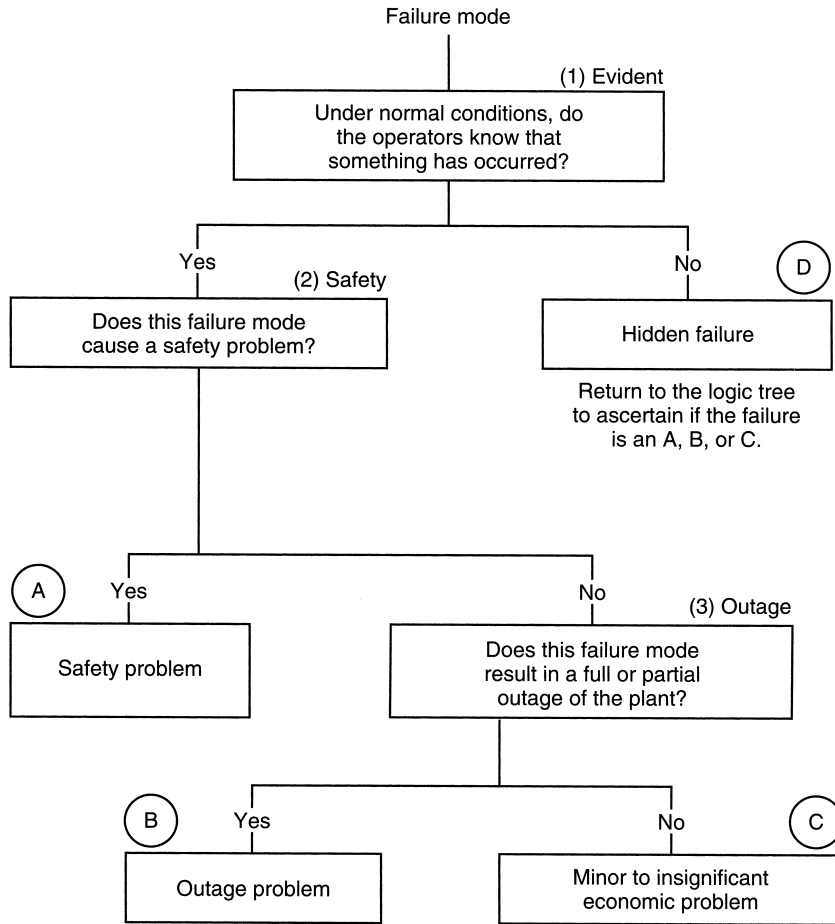 Failure mode
(1) Evident
Under normal conditions, do
the operators know that
something has occurred?
Yes
No
D
(2) Safety
Does this failure mode
cause a safety problem?
Hidden failure
Return to the logic tree
to ascertain if the failure
is an A, B, or C.
A
Yes
No
(3) Outage
Safety problem
Does this failure mode
result in a full or partial
outage of the plant?
B
Yes
No
C
Outage problem
Minor to insignificant
economic problem